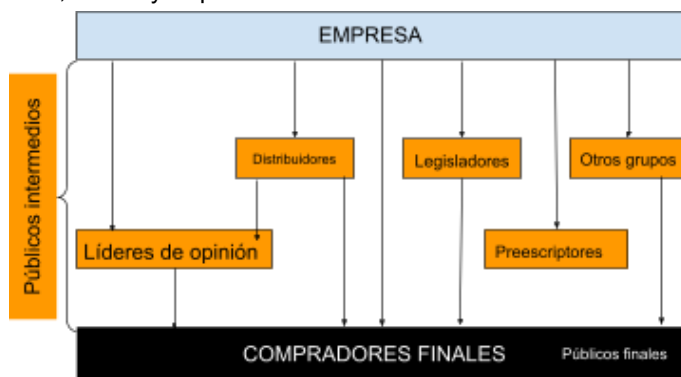 EMPRESA
Públicos intermedios
Distribuidores
Legisladores
Otros grupos
Líderes de opinión
Preescriptores
COMPRADORES FINALES
Públicos finales